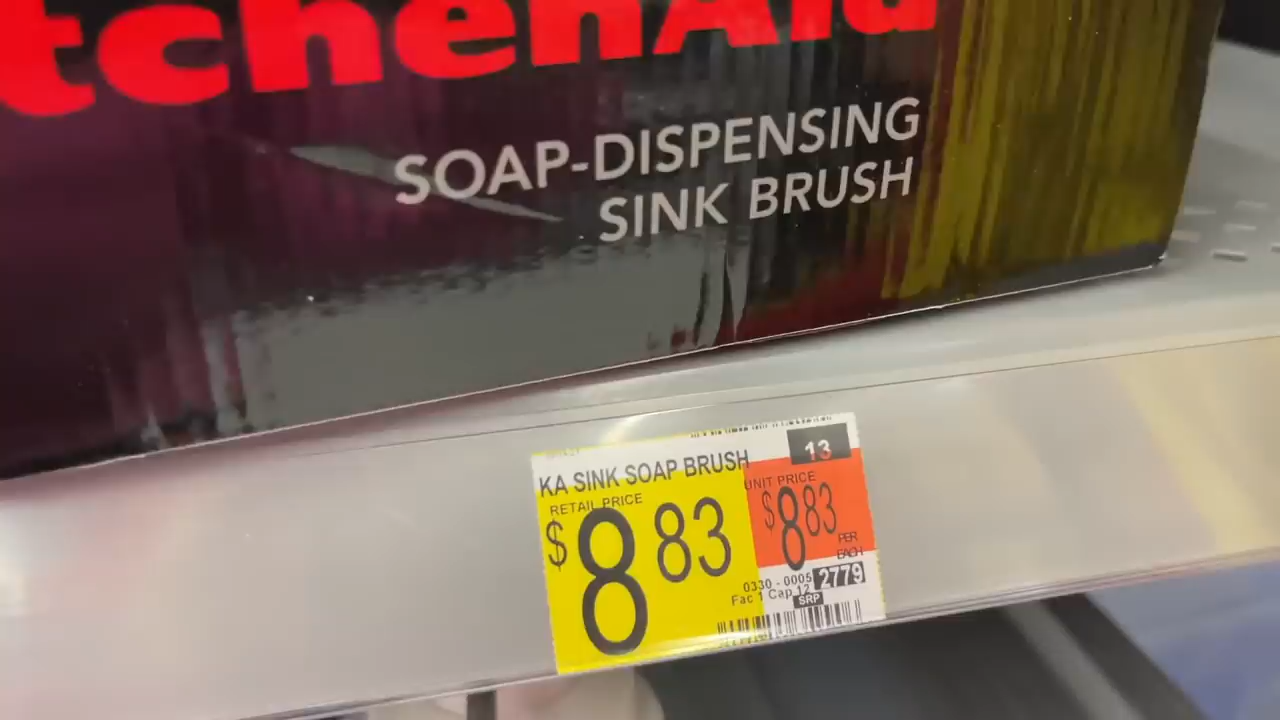 tchenAid
SOAP-DISPENSING
SINK BRUSH
13
KA SINK SOAP BRUSH
RETAIL PRICE
$8 83
UNIT PRICE
$8 83
PER
EACH
0330 - 0005 2779
Fac 1 Cap 12 SRP